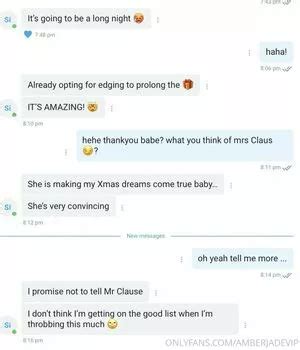 7:43 pm
It's going to be a long night 🥵
Si
💙 7:48 pm
haha!
8:06 pm
Already opting for edging to prolong the 🎁
Si
IT'S AMAZING! 🤯
8:10 pm
hehe thankyou babe? what you think of mrs Claus
😏?
8:11 pm
She is making my Xmas dreams come true baby...
Si
She's very convincing
8:12 pm
New messages
oh yeah tell me more ...
8:14 pm
I promise not to tell Mr Clause
I don't think I'm getting on the good list when I'm
Si
throbbing this much 😅
8:16 pm
ONLYFANS.COM/AMBERJADEVIP